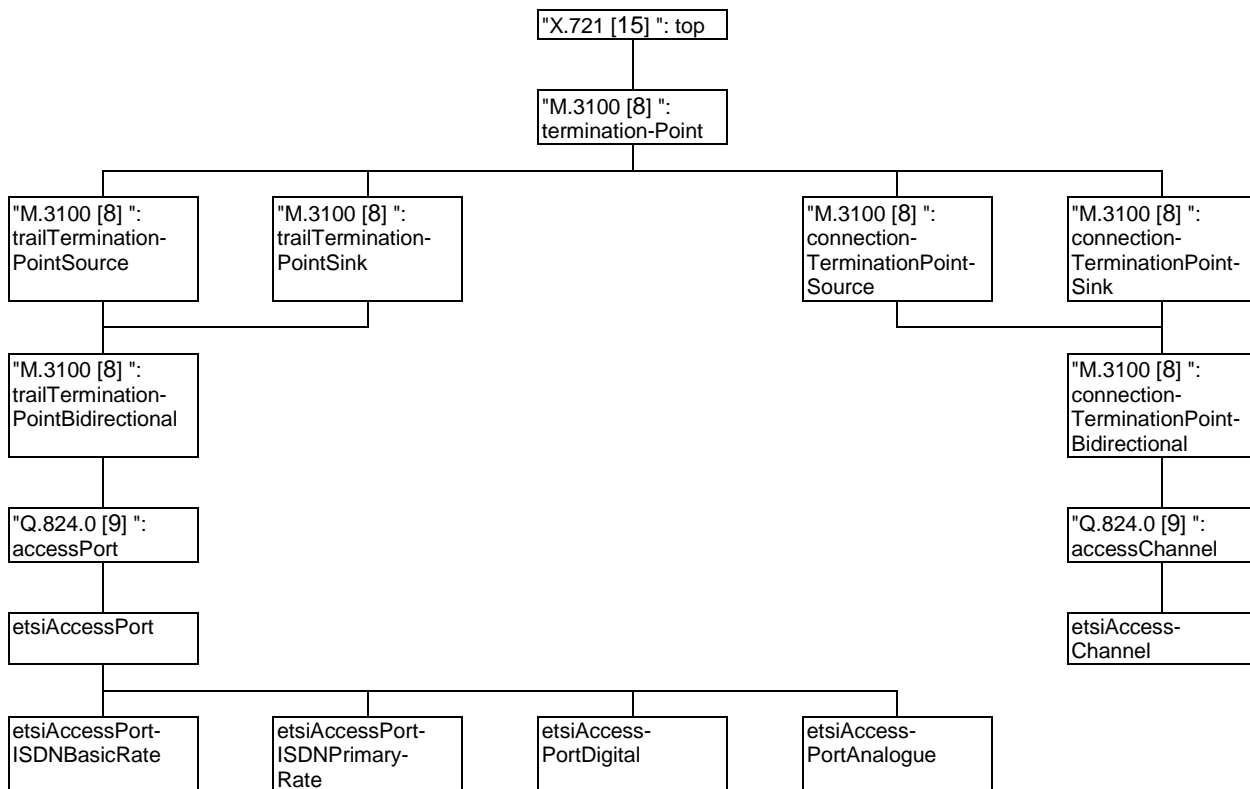 "X.721 [15] ": top
"M.3100 [8] ":
termination-Point
"M.3100 [8] ":
trailTermination-
PointSource
"M.3100 [8] ":
trailTermination-
PointSink
"M.3100 [8] ":
connection-
TerminationPoint-
Source
"M.3100 [8] ":
connection-
TerminationPoint-
Sink
"M.3100 [8] ":
trailTermination-
PointBidirectional
"M.3100 [8] ":
connection-
TerminationPoint-
Bidirectional
"Q.824.0 [9] ":
accessPort
"Q.824.0 [9] ":
accessChannel
etsiAccessPort
etsiAccess-
Channel
etsiAccessPort-
ISDNBasicRate
etsiAccessPort-
ISDNPrimary-
Rate
etsiAccess-
PortDigital
etsiAccess-
PortAnalogue